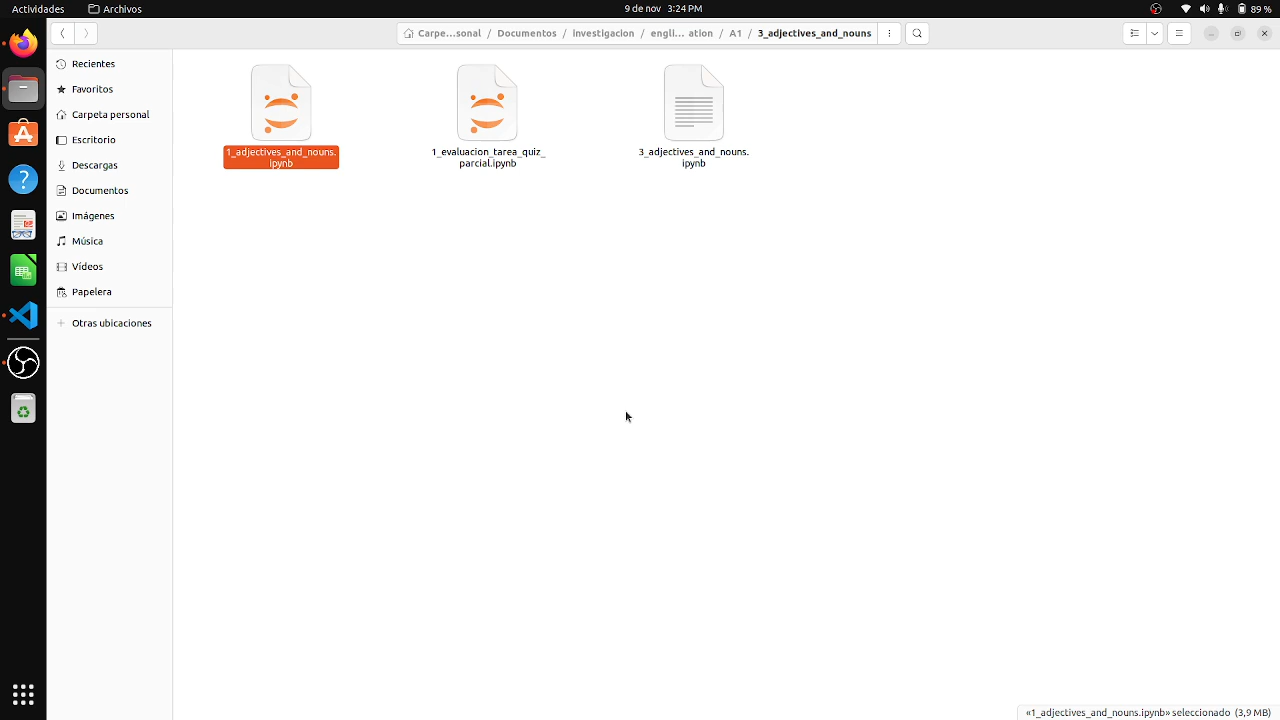 Actividades
Archivos
9 de nov 3:24 PM
89 %
Carpe...sonal / Documentos / investigacion / engli... ation / A1 / 3_adjectives_and_nouns
Recientes
Favoritos
Carpeta personal
Escritorio
Descargas
Documentos
Imágenes
Música
Vídeos
Papelera
Otras ubicaciones
1_adjectives_and_nouns.
ipynb
1_evaluacion_tarea_quiz_
parcial.ipynb
3_adjectives_and_nouns.
ipynb
«1_adjectives_and_nouns.ipynb» seleccionado (3,9 MB)